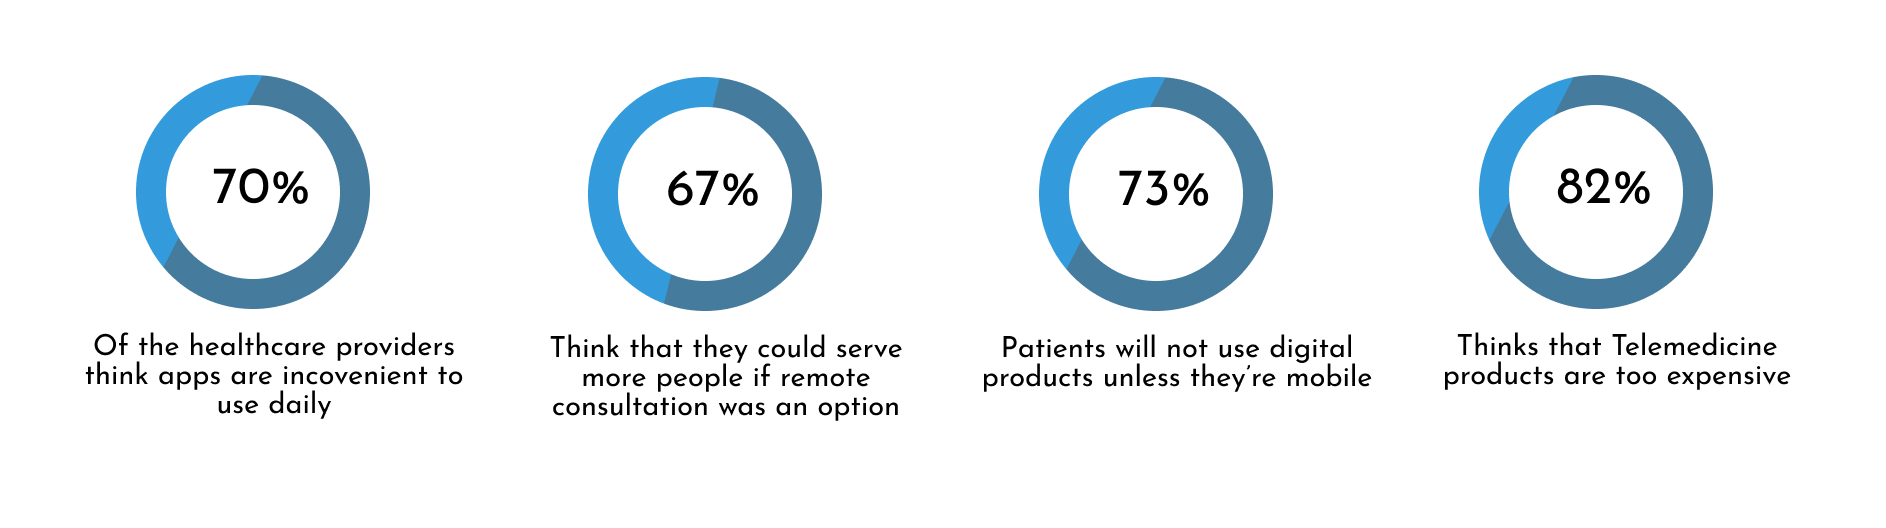 70%
Of the healthcare providers
think apps are incovenient to
use daily
67%
Think that they could serve
more people if remote
consultation was an option
73%
Patients will not use digital
products unless they're mobile
82%
Thinks that Telemedicine
products are too expensive